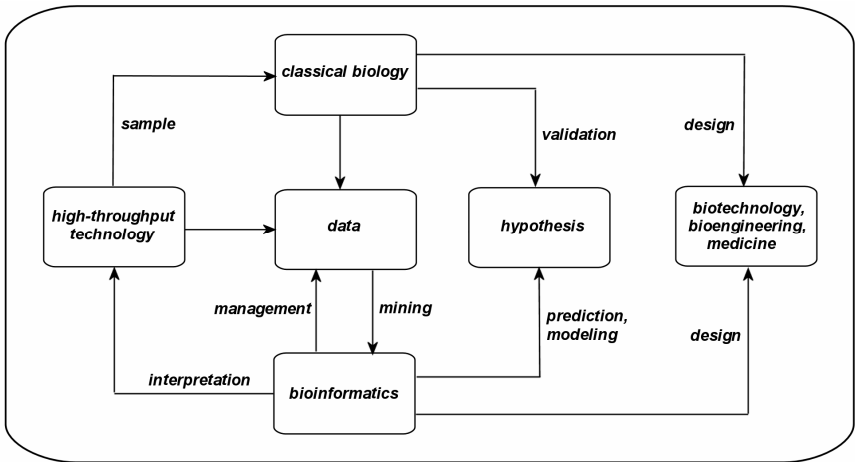 classical biology
sample
validation
design
high-throughput
technology
data
hypothesis
biotechnology,
bioengineering,
medicine
management
mining
prediction,
modeling
design
interpretation
bioinformatics